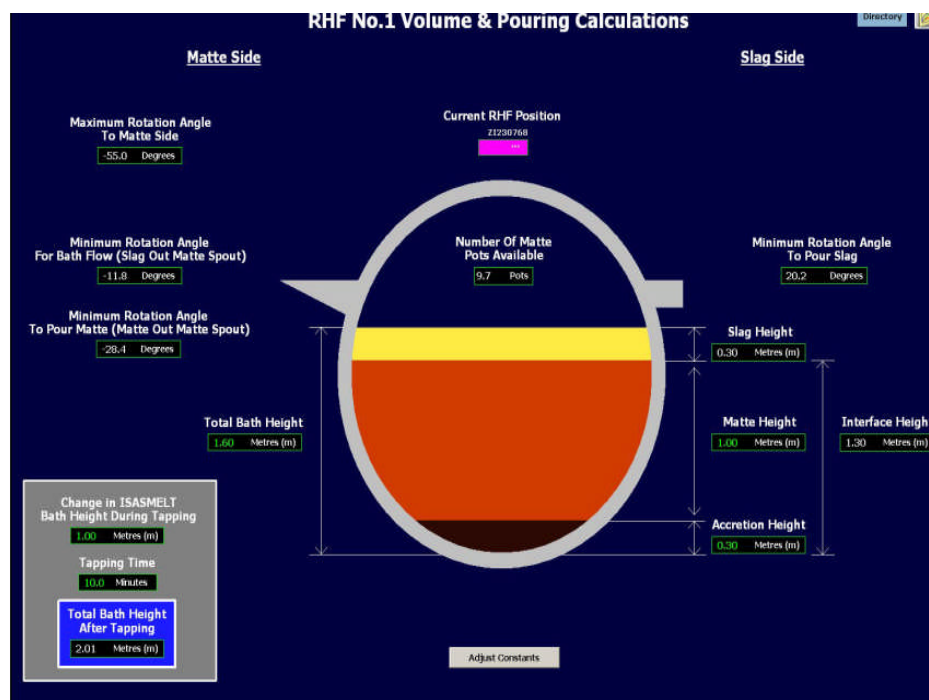 RHF No.1 Volume & Pouring Calculations
Directory
Matte Side
Slag Side
Maximum Rotation Angle
To Matte Side
-55.0 Degrees
Current RHF Position
ZI230768
***
Minimum Rotation Angle
For Bath Flow (Slag Out Matte Spout)
-11.8 Degrees
Number Of Matte
Pots Available
9.7 Pots
Minimum Rotation Angle
To Pour Slag
20.2 Degrees
Minimum Rotation Angle
To Pour Matte (Matte Out Matte Spout)
-28.4 Degrees
Slag Height
0.30 Metres (m)
Total Bath Height
1.60 Metres (m)
Matte Height
1.00 Metres (m)
Interface Heigh
1.30 Metres (m)
Change in ISASMELT
Bath Height During Tapping
1.00 Metres (m)
Tapping Time
10.0 Minutes
Total Bath Height
After Tapping
2.01 Metres (m)
Accretion Height
0.30 Metres (m)
Adjust Constants